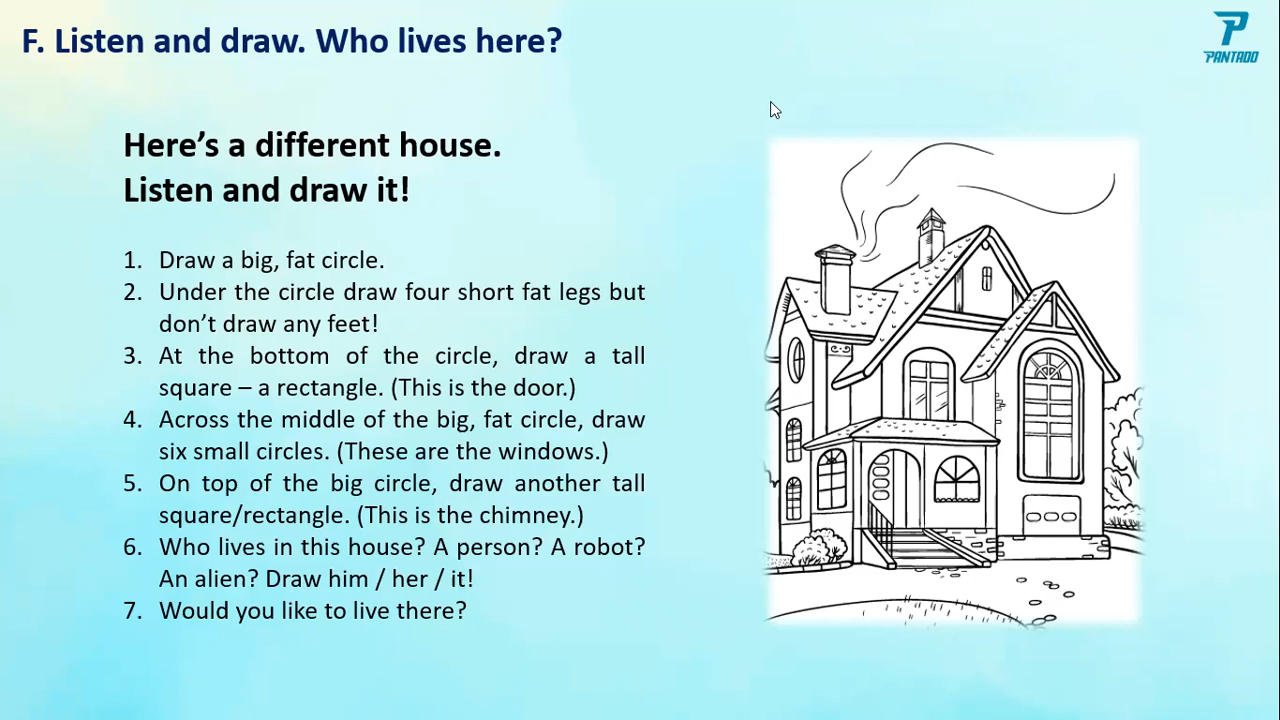 F. Listen and draw. Who lives here?
PANTADO
Here’s a different house.
Listen and draw it!
1. Draw a big, fat circle.
2. Under the circle draw four short fat legs but
don’t draw any feet!
3. At the bottom of the circle, draw a tall
square – a rectangle. (This is the door.)
4. Across the middle of the big, fat circle, draw
six small circles. (These are the windows.)
5. On top of the big circle, draw another tall
square/rectangle. (This is the chimney.)
6. Who lives in this house? A person? A robot?
An alien? Draw him / her / it!
7. Would you like to live there?